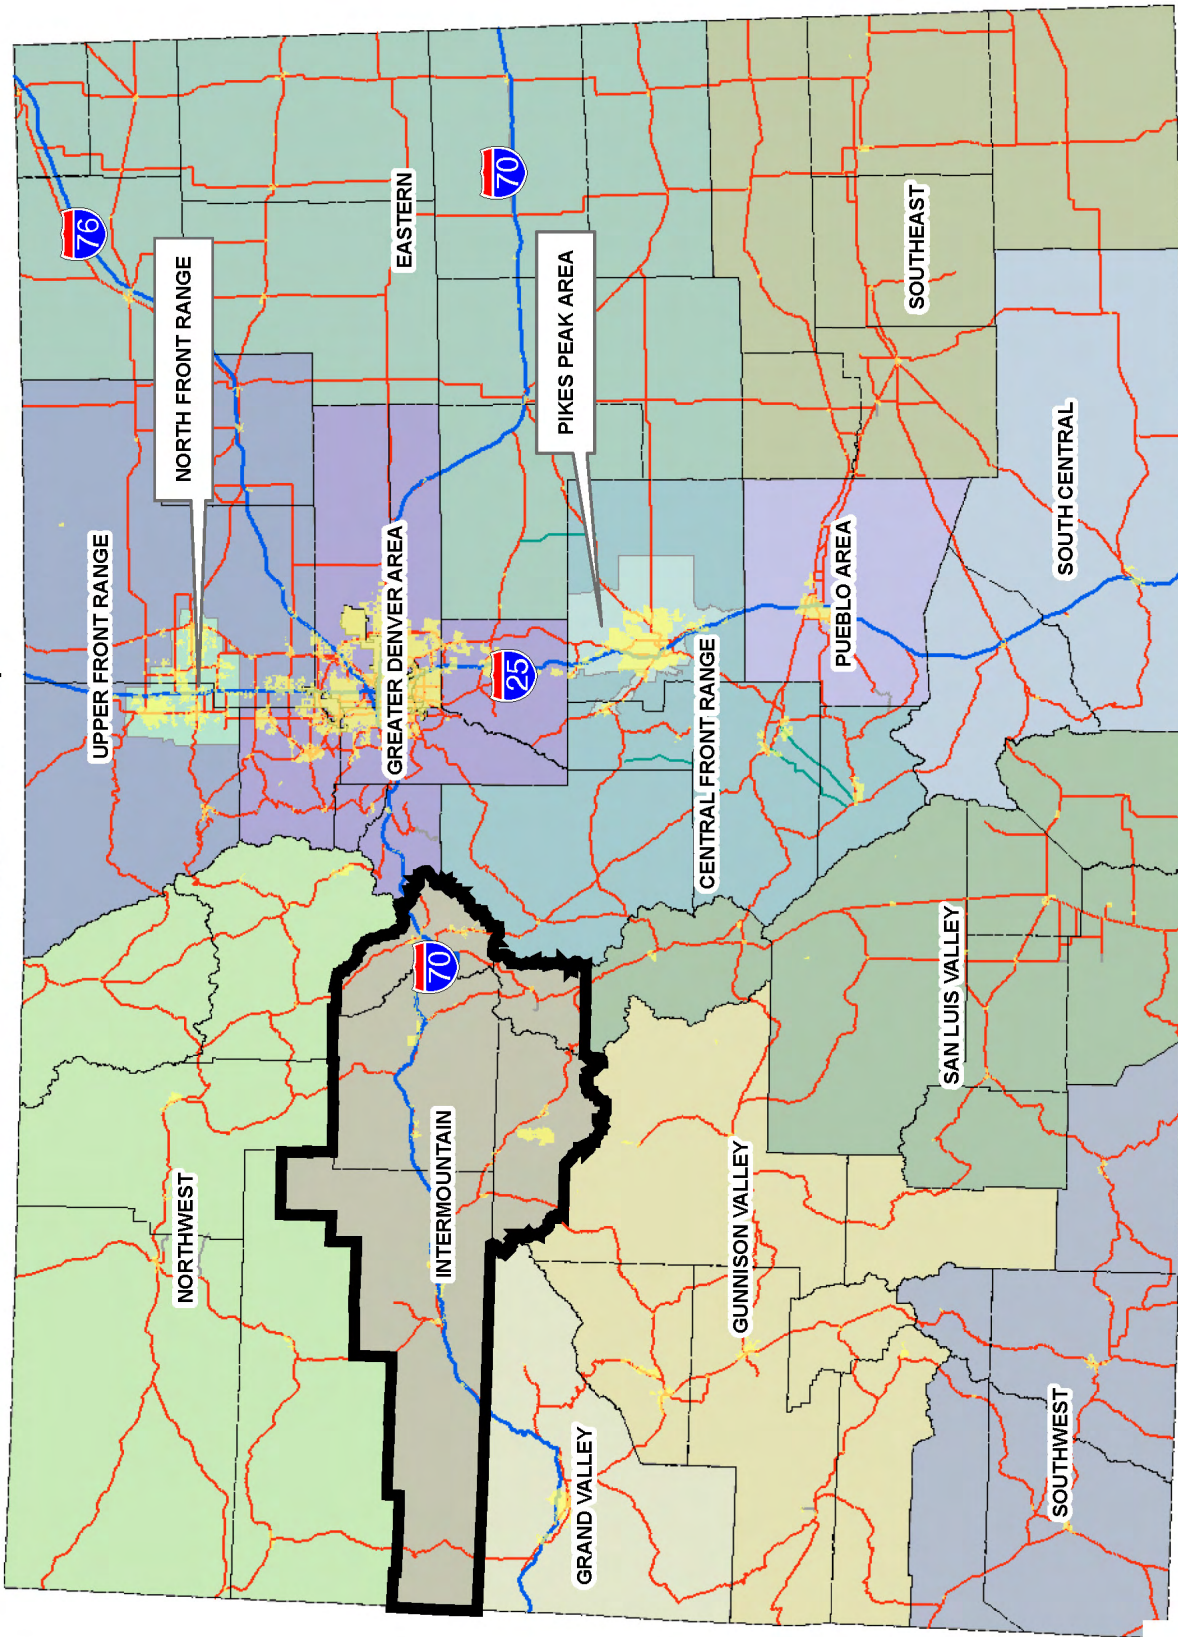 NORTHWEST
UPPER FRONT RANGE
NORTH FRONT RANGE
76
INTERMOUNTAIN
70
GREATER DENVER AREA
EASTERN
70
25
GRAND VALLEY
PIKES PEAK AREA
GUNNISON VALLEY
CENTRAL FRONT RANGE
PUEBLO AREA
SOUTHEAST
SAN LUIS VALLEY
SOUTHWEST
SOUTH CENTRAL